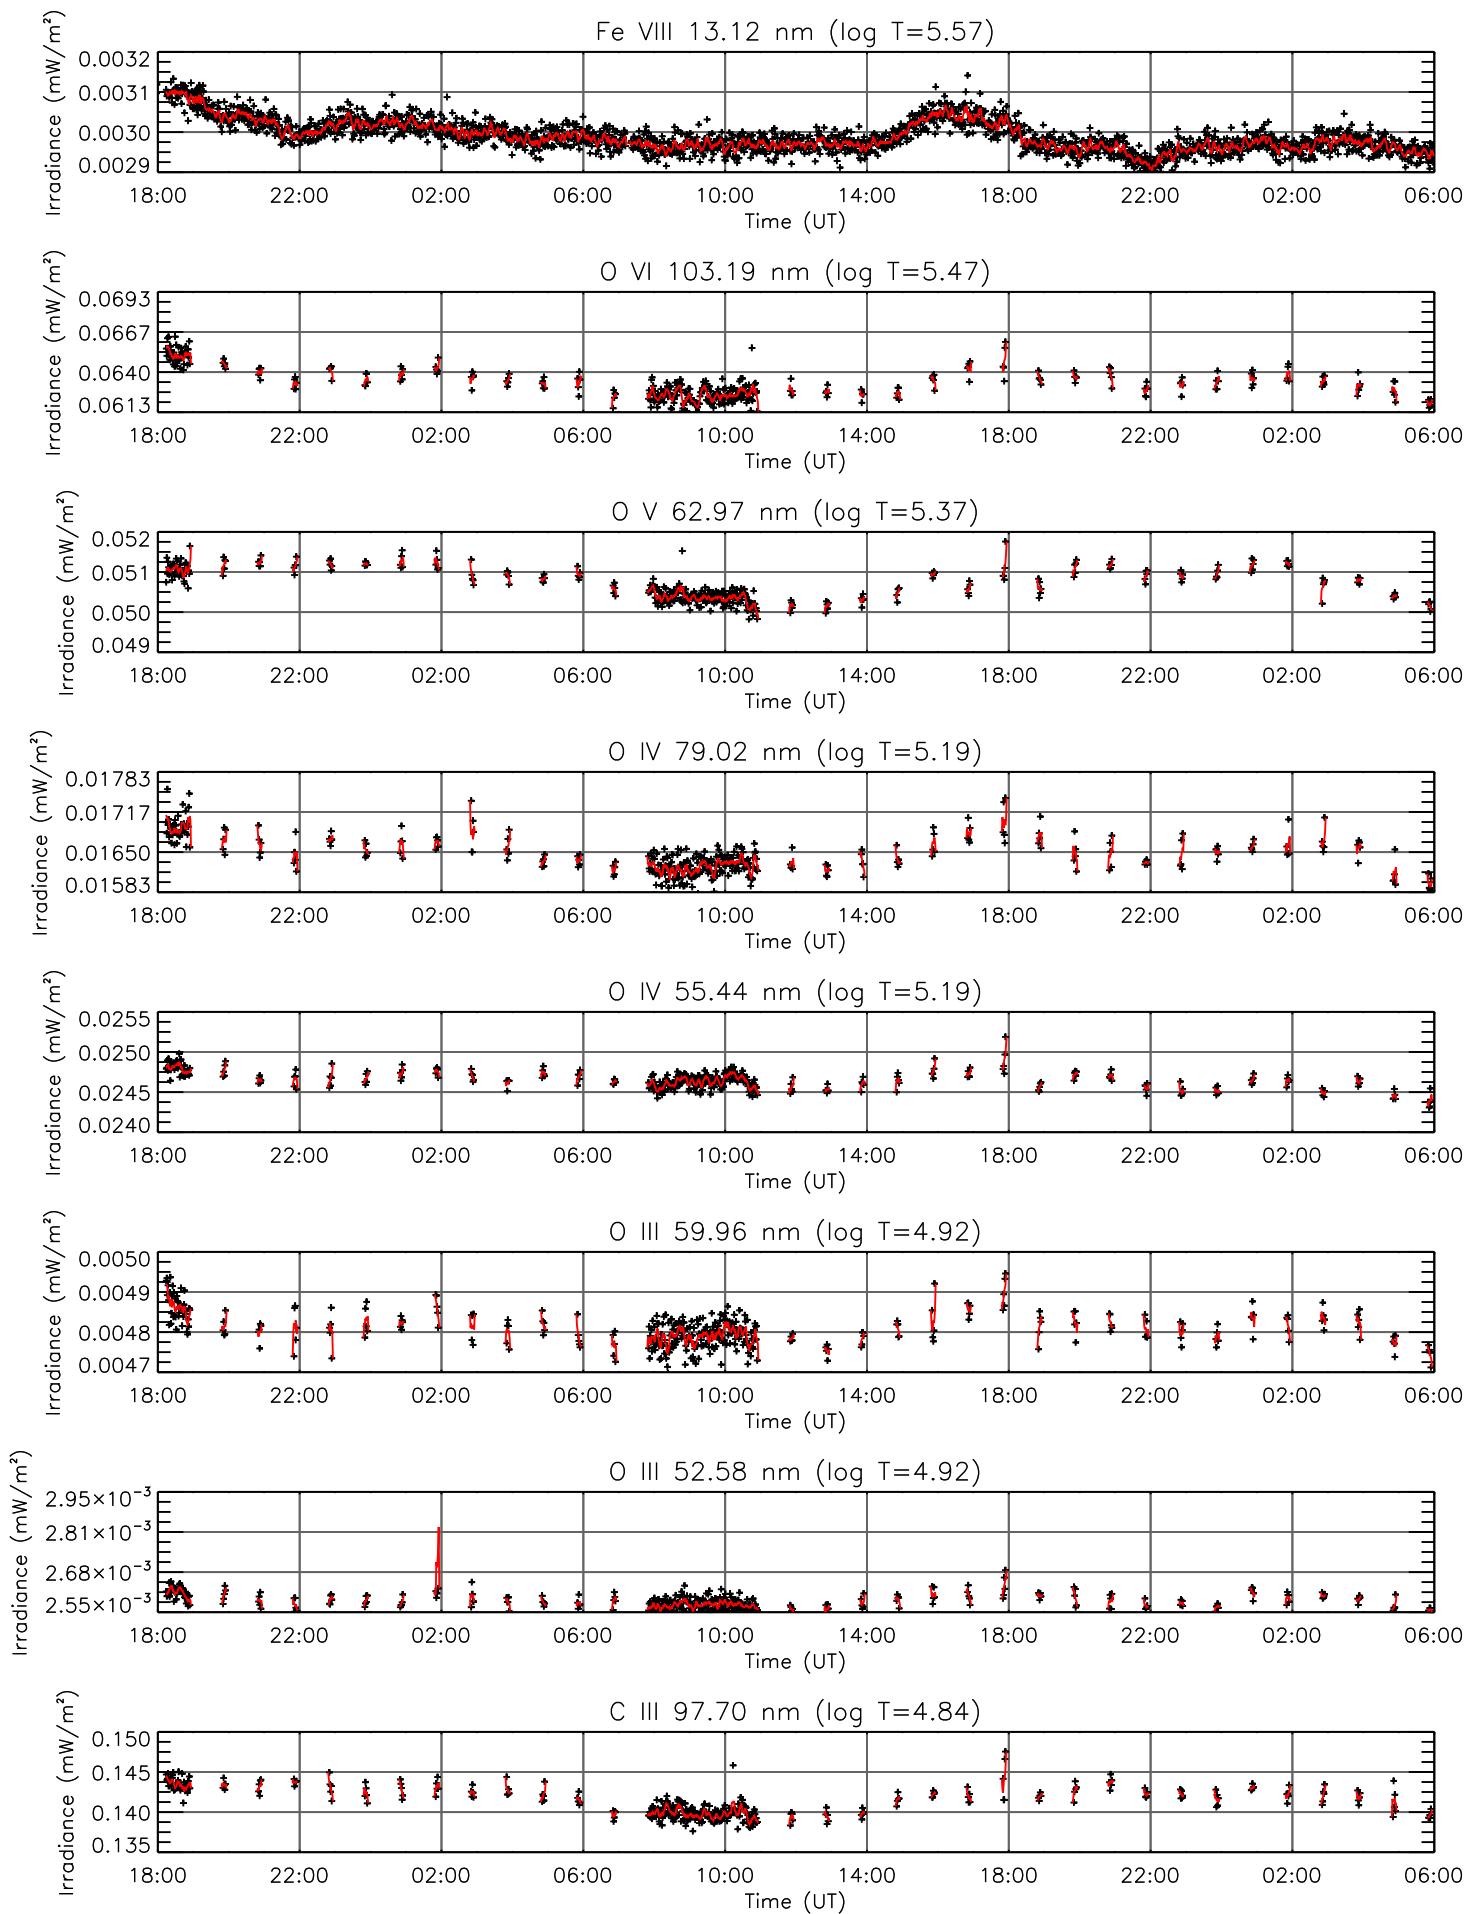 Fe VIII 13.12 nm (log T=5.57)
Irradiance (mW/m²)
0.0032
0.0031
0.0030
0.0029
18:00 22:00 02:00 06:00 10:00 14:00 18:00 22:00 02:00 06:00
Time (UT)
O VI 103.19 nm (log T=5.47)
Irradiance (mW/m²)
0.0693
0.0667
0.0640
0.0613
18:00 22:00 02:00 06:00 10:00 14:00 18:00 22:00 02:00 06:00
Time (UT)
O V 62.97 nm (log T=5.37)
Irradiance (mW/m²)
0.052
0.051
0.050
0.049
18:00 22:00 02:00 06:00 10:00 14:00 18:00 22:00 02:00 06:00
Time (UT)
O IV 79.02 nm (log T=5.19)
Irradiance (mW/m²)
0.01783
0.01717
0.01650
0.01583
18:00 22:00 02:00 06:00 10:00 14:00 18:00 22:00 02:00 06:00
Time (UT)
O IV 55.44 nm (log T=5.19)
Irradiance (mW/m²)
0.0255
0.0250
0.0245
0.0240
18:00 22:00 02:00 06:00 10:00 14:00 18:00 22:00 02:00 06:00
Time (UT)
O III 59.96 nm (log T=4.92)
Irradiance (mW/m²)
0.0050
0.0049
0.0048
0.0047
18:00 22:00 02:00 06:00 10:00 14:00 18:00 22:00 02:00 06:00
Time (UT)
O III 52.58 nm (log T=4.92)
Irradiance (mW/m²)
2.95×10⁻³
2.81×10⁻³
2.68×10⁻³
2.55×10⁻³
18:00 22:00 02:00 06:00 10:00 14:00 18:00 22:00 02:00 06:00
Time (UT)
C III 97.70 nm (log T=4.84)
Irradiance (mW/m²)
0.150
0.145
0.140
0.135
18:00 22:00 02:00 06:00 10:00 14:00 18:00 22:00 02:00 06:00
Time (UT)